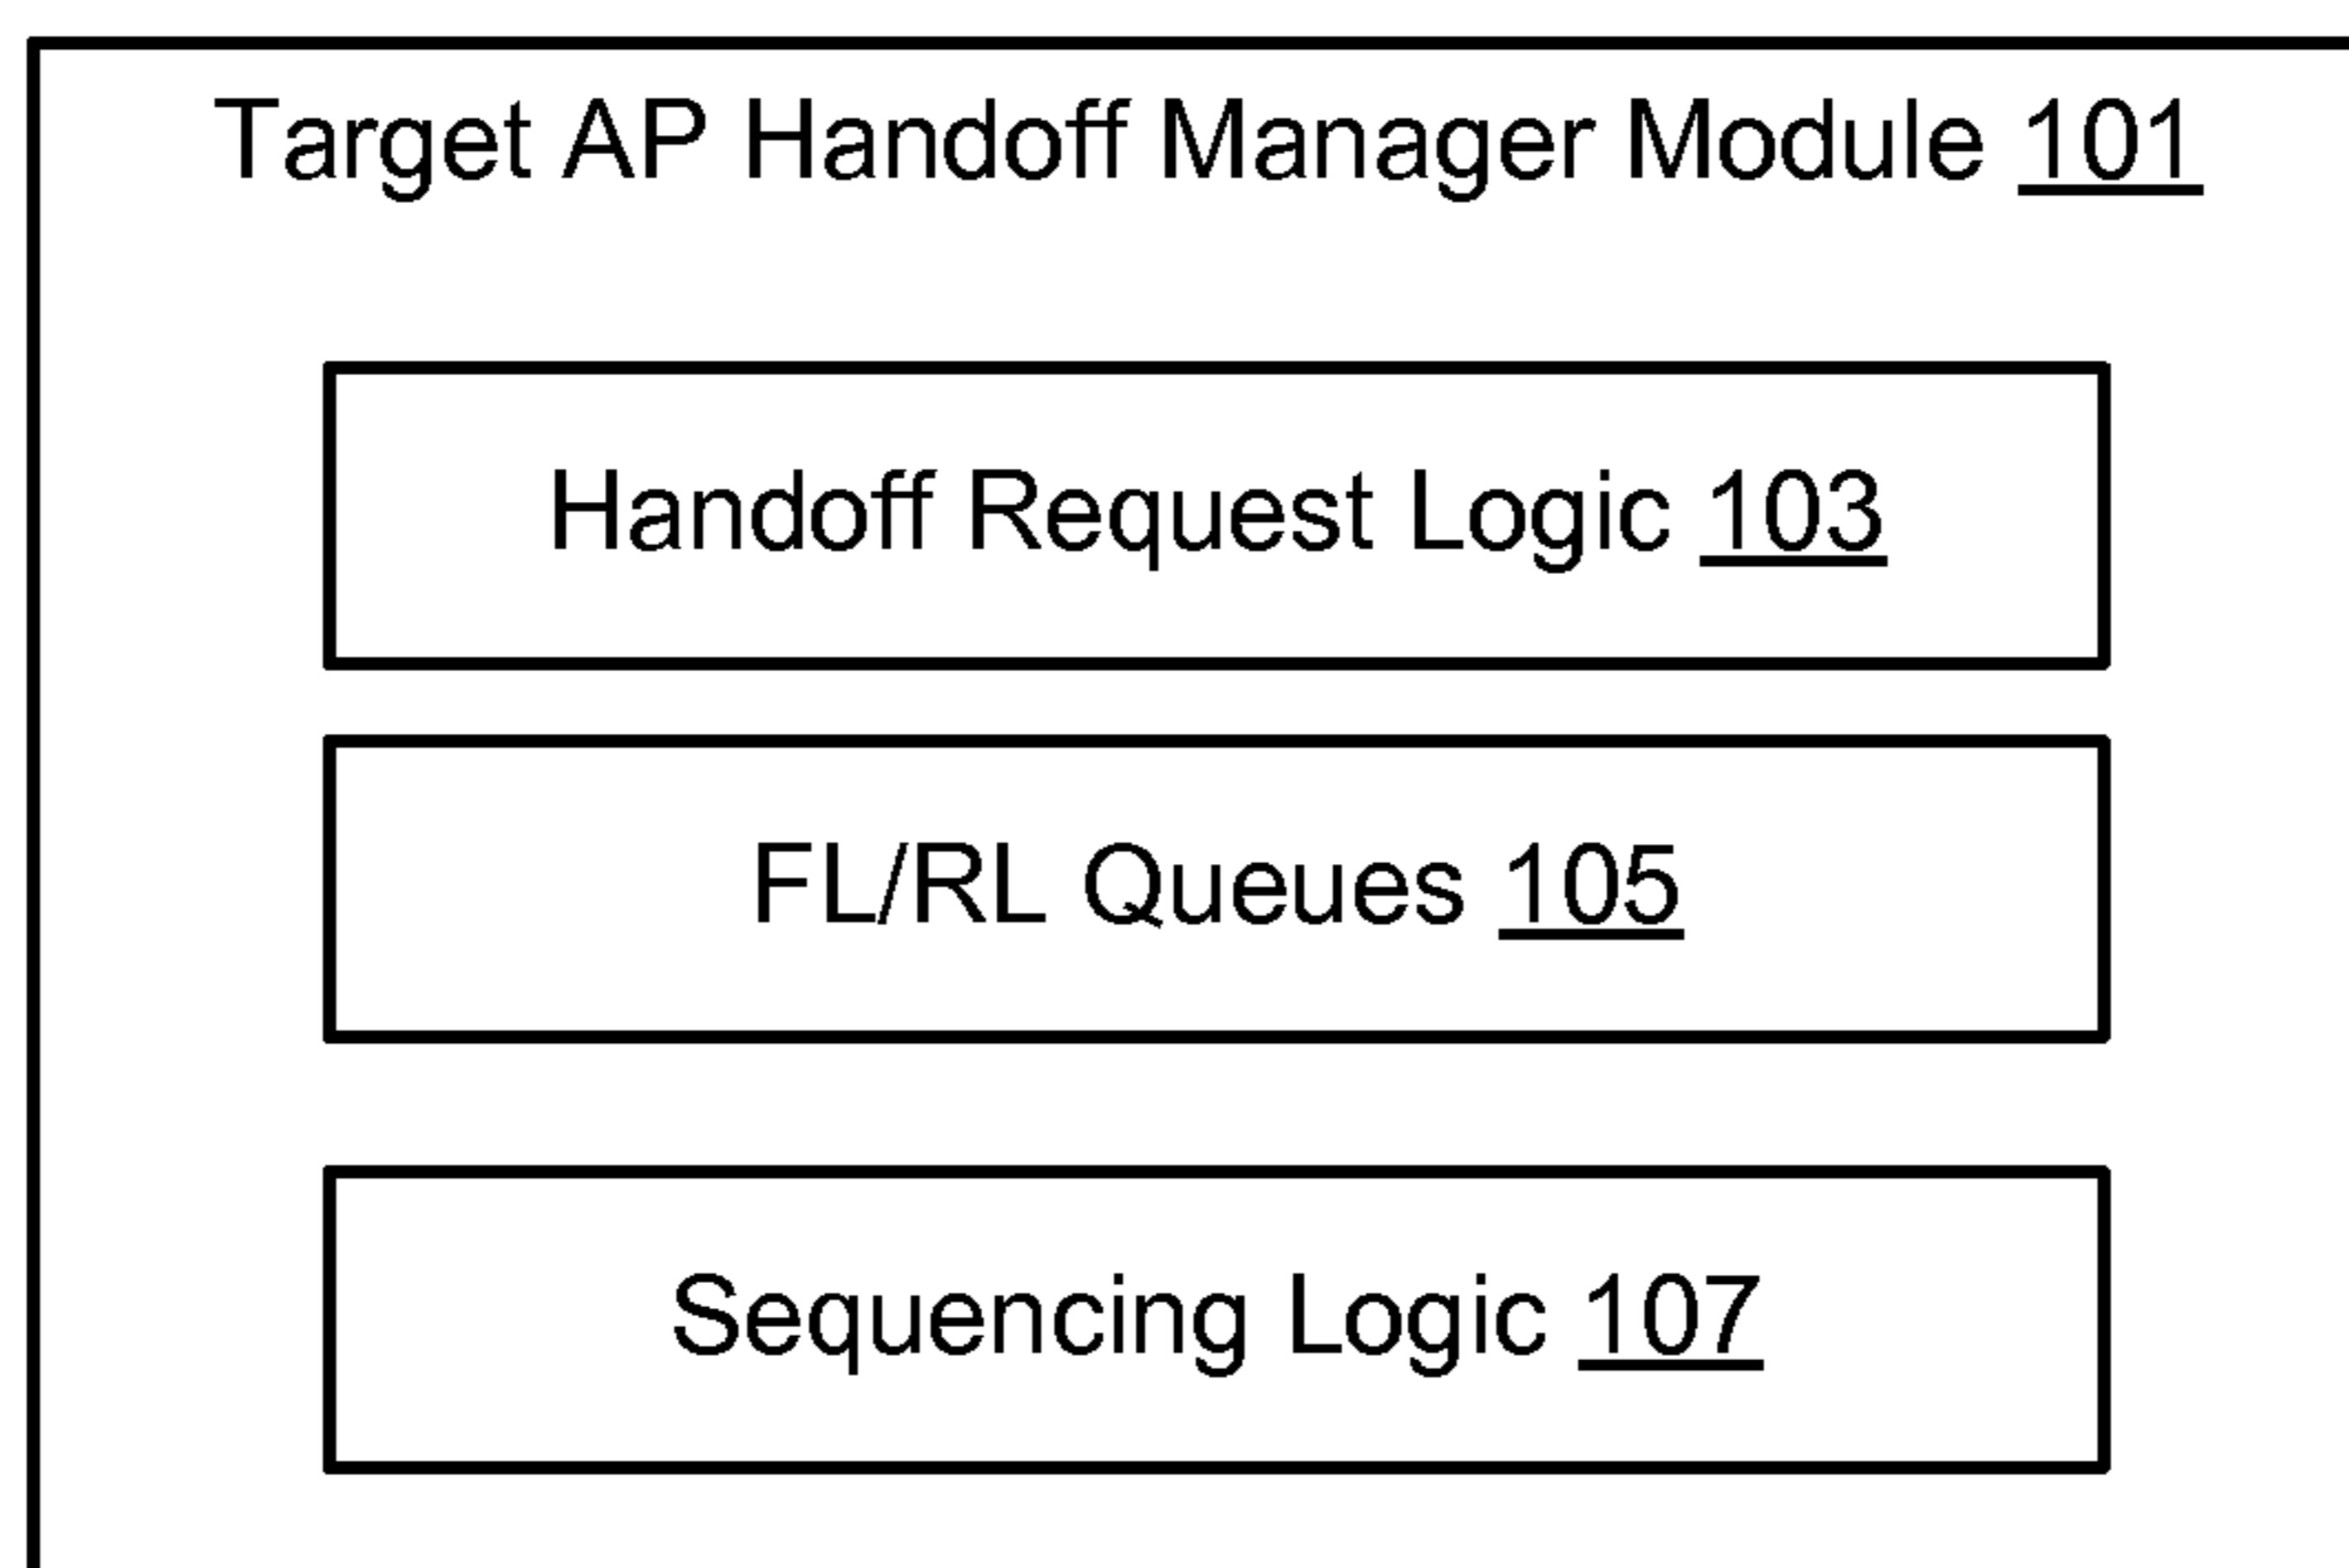 Target AP Handoff Manager Module 101
Handoff Request Logic 103
FL/RL Queues 105
Sequencing Logic 107